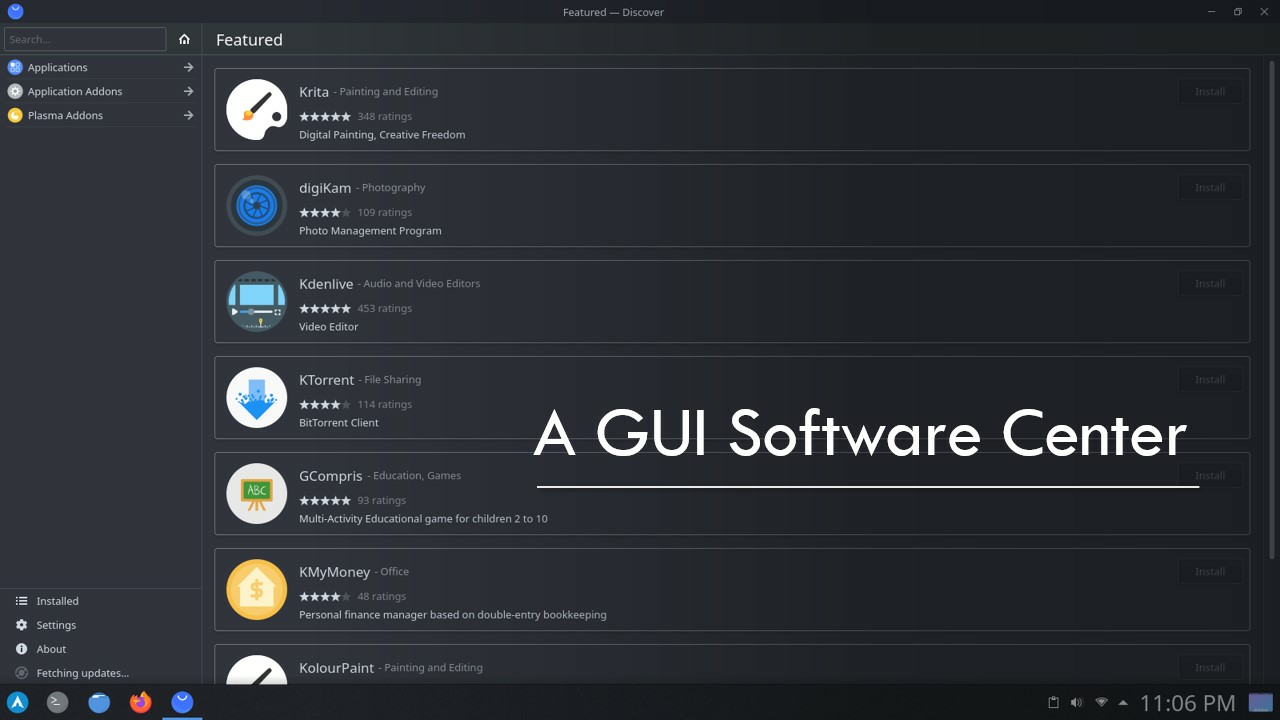 Featured — Discover
Search...
Featured
Applications
Application Addons
Plasma Addons
Krita - Painting and Editing
Install
348 ratings
Digital Painting, Creative Freedom
digiKam - Photography
Install
109 ratings
Photo Management Program
Kdenlive - Audio and Video Editors
Install
453 ratings
Video Editor
KTorrent - File Sharing
Install
114 ratings
BitTorrent Client
A GUI Software Center
GCompris - Education, Games
Install
ABC
93 ratings
Multi-Activity Educational game for children 2 to 10
KMyMoney - Office
Install
$
48 ratings
Personal finance manager based on double-entry bookkeeping
KolourPaint - Painting and Editing
Install
Installed
Settings
About
Fetching updates...
11:06 PM